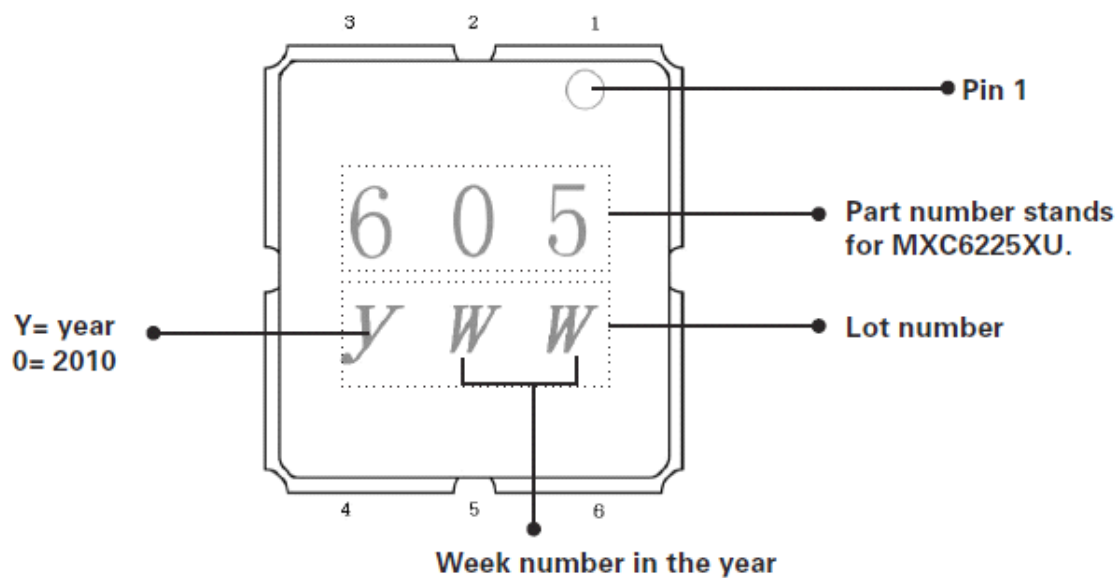 3 2 1
Pin 1
6 0 5
Part number stands
for MXC6225XU.
Y= year
0= 2010
y W W
Lot number
4 5 6
Week number in the year